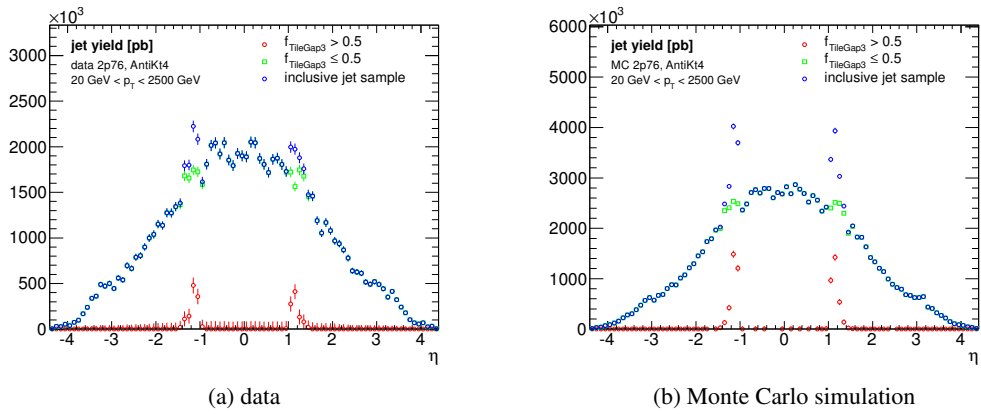 ×10³
jet yield [pb]
data 2p76, AntiKt4
20 GeV < p_T < 2500 GeV
f_TileGap3 > 0.5
f_TileGap3 ≤ 0.5
inclusive jet sample
3000
2500
2000
1500
1000
500
0
-4 -3 -2 -1 0 1 2 3 4
η
(a) data
×10³
jet yield [pb]
MC 2p76, AntiKt4
20 GeV < p_T < 2500 GeV
f_TileGap3 > 0.5
f_TileGap3 ≤ 0.5
inclusive jet sample
6000
5000
4000
3000
2000
1000
0
-4 -3 -2 -1 0 1 2 3 4
η
(b) Monte Carlo simulation